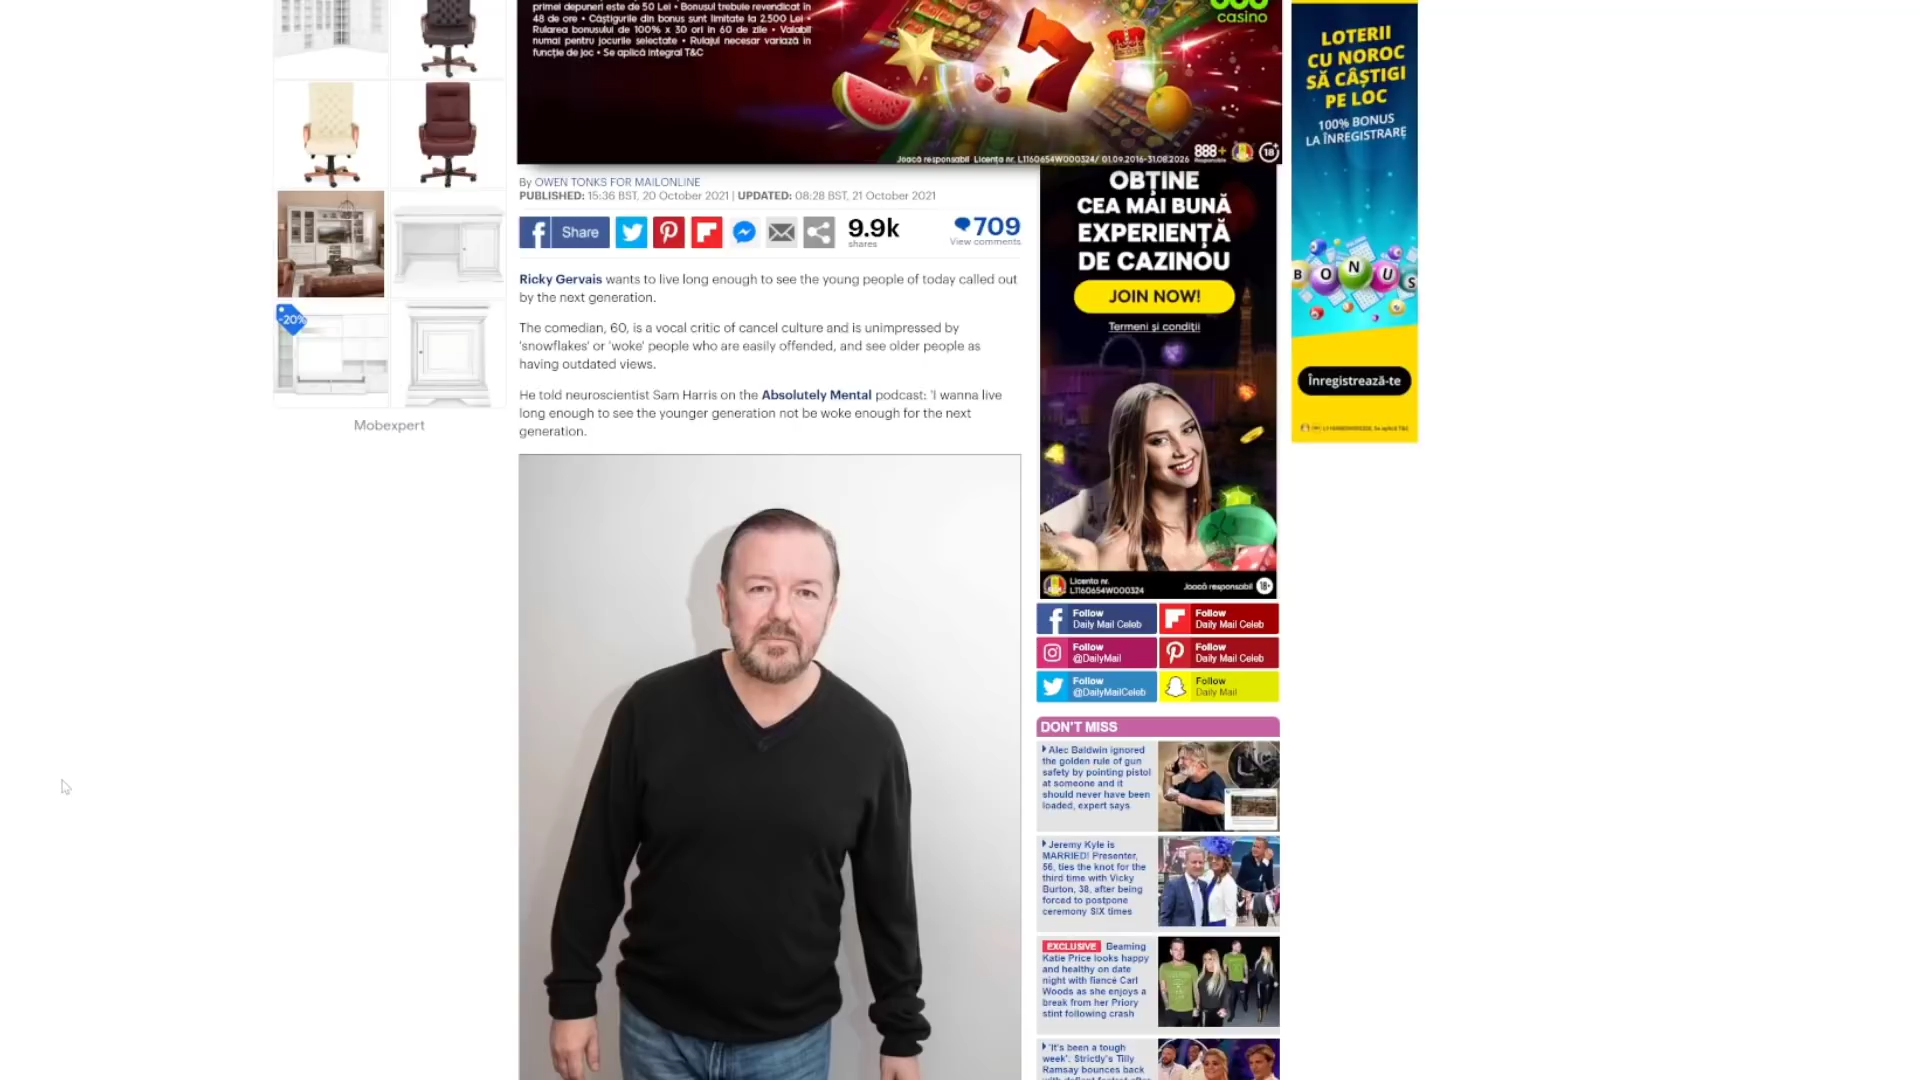 primei depuneri este de 50 Lei • Bonusul trebuie revendicat în
48 de ore • Câștigurile din bonus sunt limitate la 2.500 Lei •
Rularea bonusului de 100% x 30 ori in 60 de zile • Valabil
numai pentru jocurile selectate • Rulajul necesar variază în
funcție de joc • Se aplică integral T&C
casino
Joacă responsabil Licența nr. L1160654W000324/ 01.09.2016-31.08.2026
888+
18+
By OWEN TONKS FOR MAILONLINE
PUBLISHED: 15:36 BST, 20 October 2021 | UPDATED: 08:28 BST, 21 October 2021
Share
9.9k
shares
709
View comments
Ricky Gervais wants to live long enough to see the young people of today called out
by the next generation.
The comedian, 60, is a vocal critic of cancel culture and is unimpressed by
'snowflakes' or 'woke' people who are easily offended, and see older people as
having outdated views.
He told neuroscientist Sam Harris on the Absolutely Mental podcast: 'I wanna live
long enough to see the younger generation not be woke enough for the next
generation.
-20%
Mobexpert
OBȚINE
CEA MAI BUNĂ
EXPERIENȚĂ
DE CAZINOU
JOIN NOW!
Termeni și condiții
Licența nr.
L1160654W000324
Joacă responsabil
18+
LOTERII
CU NOROC
SĂ CÂȘTIGI
PE LOC
100% BONUS
LA ÎNREGISTRARE
BONUS
Înregistrează-te
Follow
Daily Mail Celeb
Follow
Daily Mail Celeb
Follow
@DailyMail
Follow
Daily Mail Celeb
Follow
@DailyMailCeleb
Follow
Daily Mail
DON'T MISS
Alec Baldwin ignored
the golden rule of gun
safety by pointing pistol
at someone and it
should never have been
loaded, expert says
Jeremy Kyle is
MARRIED! Presenter,
56, ties the knot for the
third time with Vicky
Burton, 38, after being
forced to postpone
ceremony SIX times
EXCLUSIVE Beaming
Katie Price looks happy
and healthy on date
night with fiancé Carl
Woods as she enjoys a
break from her Priory
stint following crash
'It's been a tough
week': Strictly's Tilly
Ramsay bounces back